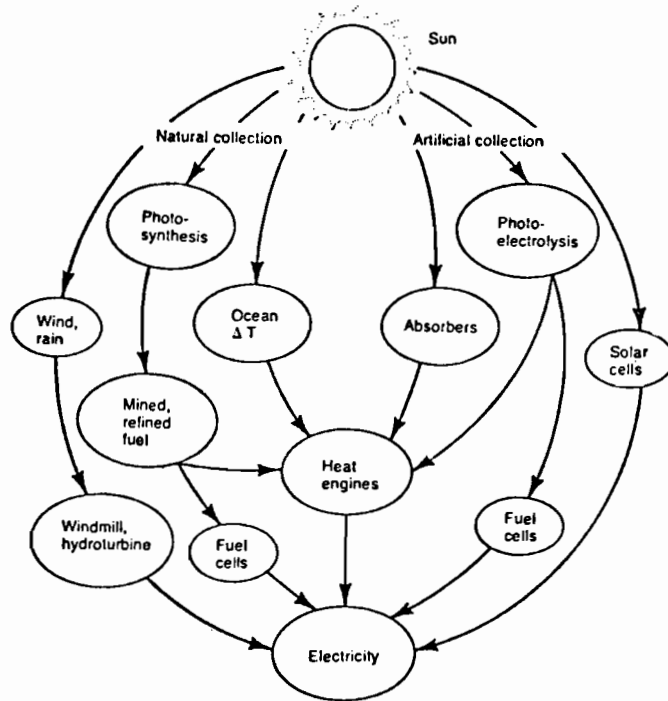 Sun
Natural collection
Artificial collection
Photo-
synthesis
Photo-
electrolysis
Wind,
rain
Ocean
Δ T
Absorbers
Solar
cells
Mined,
refined
fuel
Heat
engines
Windmill,
hydroturbine
Fuel
cells
Fuel
cells
Electricity